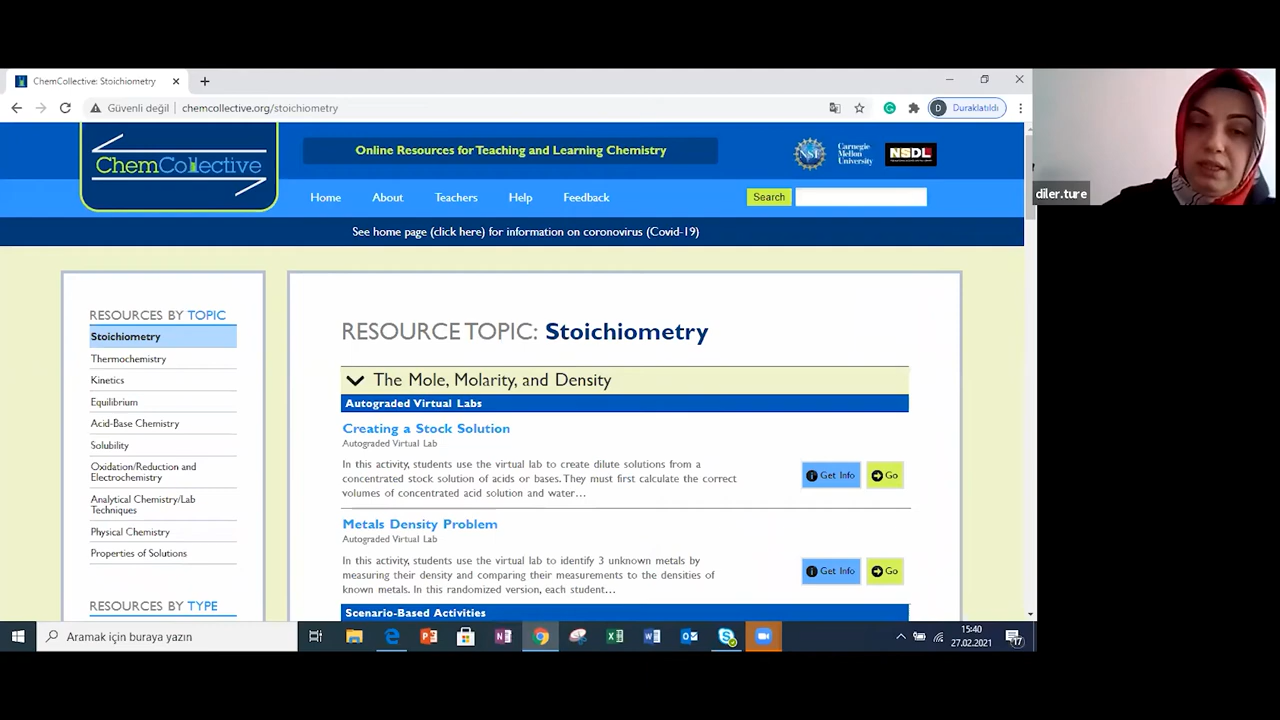 ChemCollective: Stoichiometry
Güvenli değil
chemcollective.org/stoichiometry
D Duraklatıldı
ChemCollective
Online Resources for Teaching and Learning Chemistry
NSF
Carnegie Mellon University
NSDL
diler.ture
Home About Teachers Help Feedback
Search
See home page (click here) for information on coronovirus (Covid-19)
RESOURCES BY TOPIC
Stoichiometry
Thermochemistry
Kinetics
Equilibrium
Acid-Base Chemistry
Solubility
Oxidation/Reduction and
Electrochemistry
Analytical Chemistry/Lab
Techniques
Physical Chemistry
Properties of Solutions
RESOURCES BY TYPE
RESOURCE TOPIC: Stoichiometry
The Mole, Molarity, and Density
Autograded Virtual Labs
Creating a Stock Solution
Autograded Virtual Lab
In this activity, students use the virtual lab to create dilute solutions from a
concentrated stock solution of acids or bases. They must first calculate the correct
volumes of concentrated acid solution and water...
Get Info Go
Metals Density Problem
Autograded Virtual Lab
In this activity, students use the virtual lab to identify 3 unknown metals by
measuring their density and comparing their measurements to the densities of
known metals. In this randomized version, each student...
Get Info Go
Scenario-Based Activities
Aramak için buraya yazın
15:40
27.02.2021
17